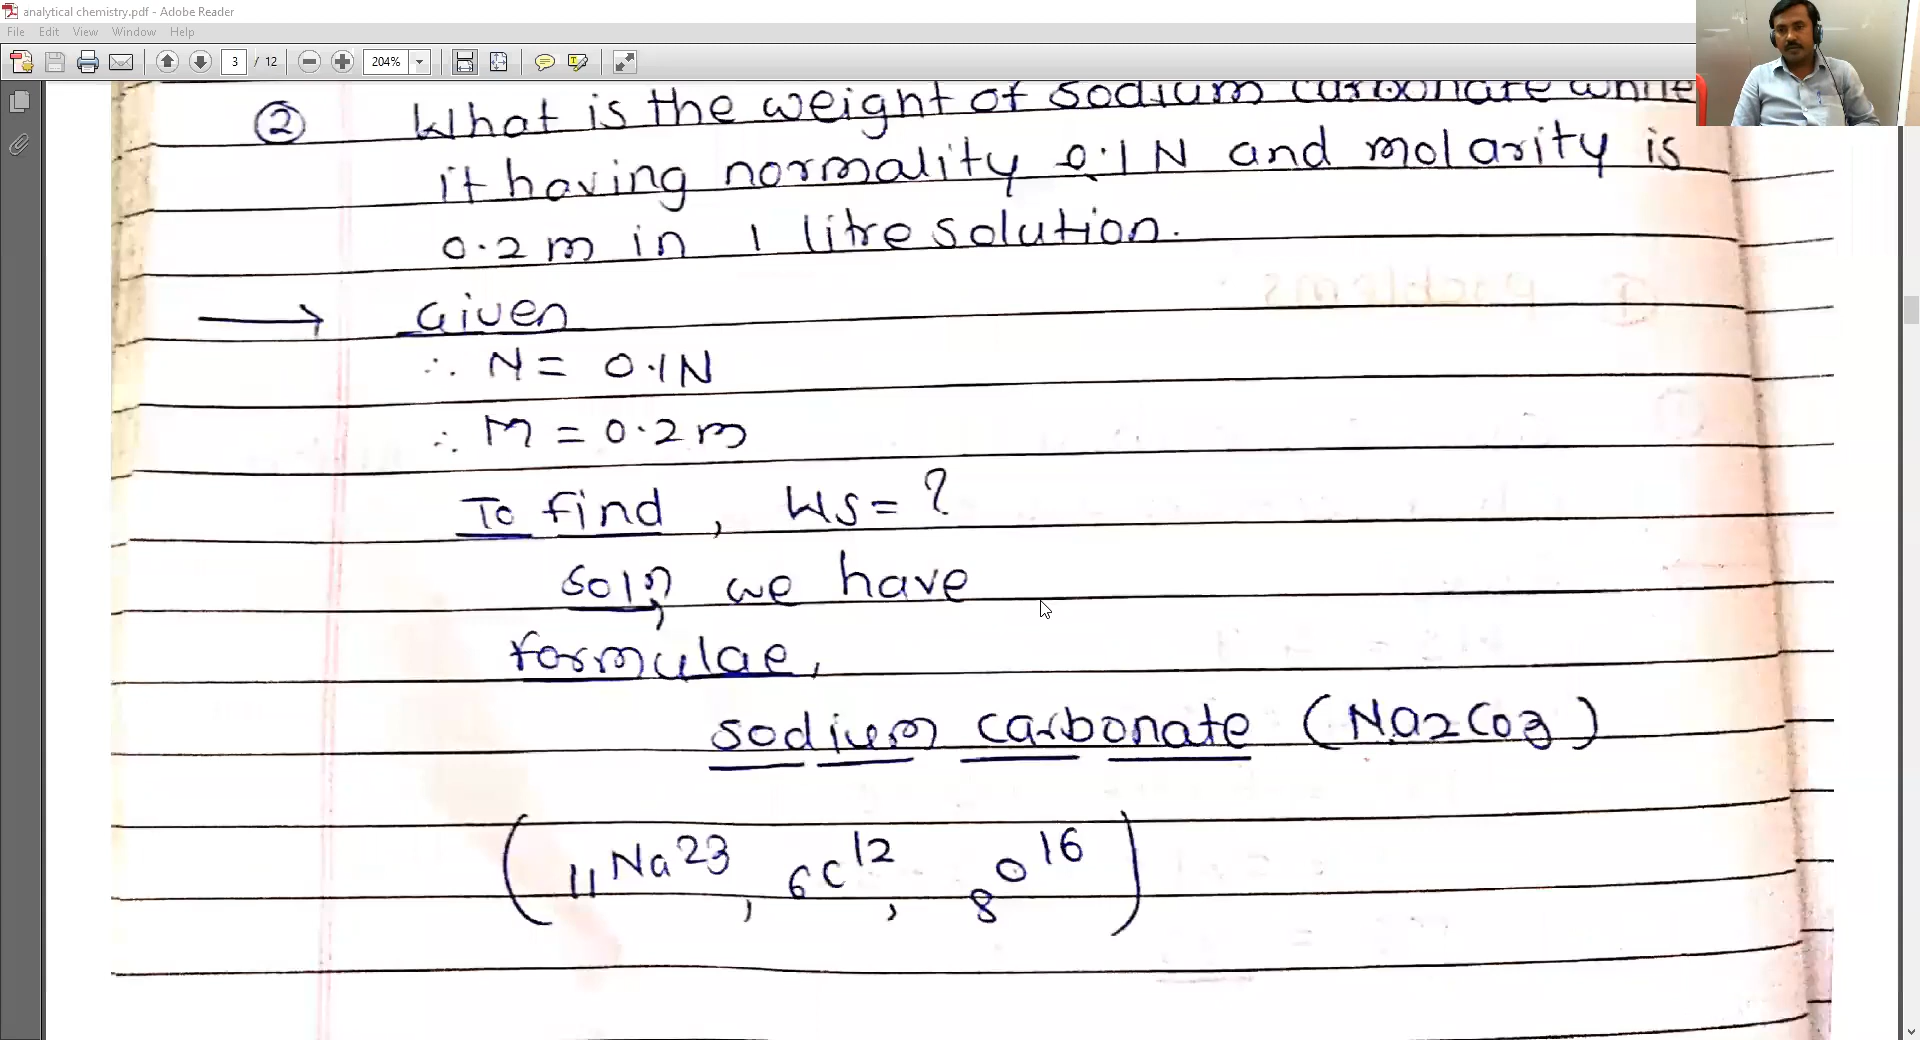 analytical chemistry.pdf - Adobe Reader
File Edit View Window Help
3 / 12 204%
② What is the weight of sodium carbonate while
it having normality 0.1N and molarity is
0.2 m in 1 litre solution.
→ Given
∴ N = 0.1N
∴ M = 0.2 m
To find, Ws = ?
soln, we have
formulae,
sodium carbonate (Na2CO3)
( 11Na23, 6C12, 8O16 )